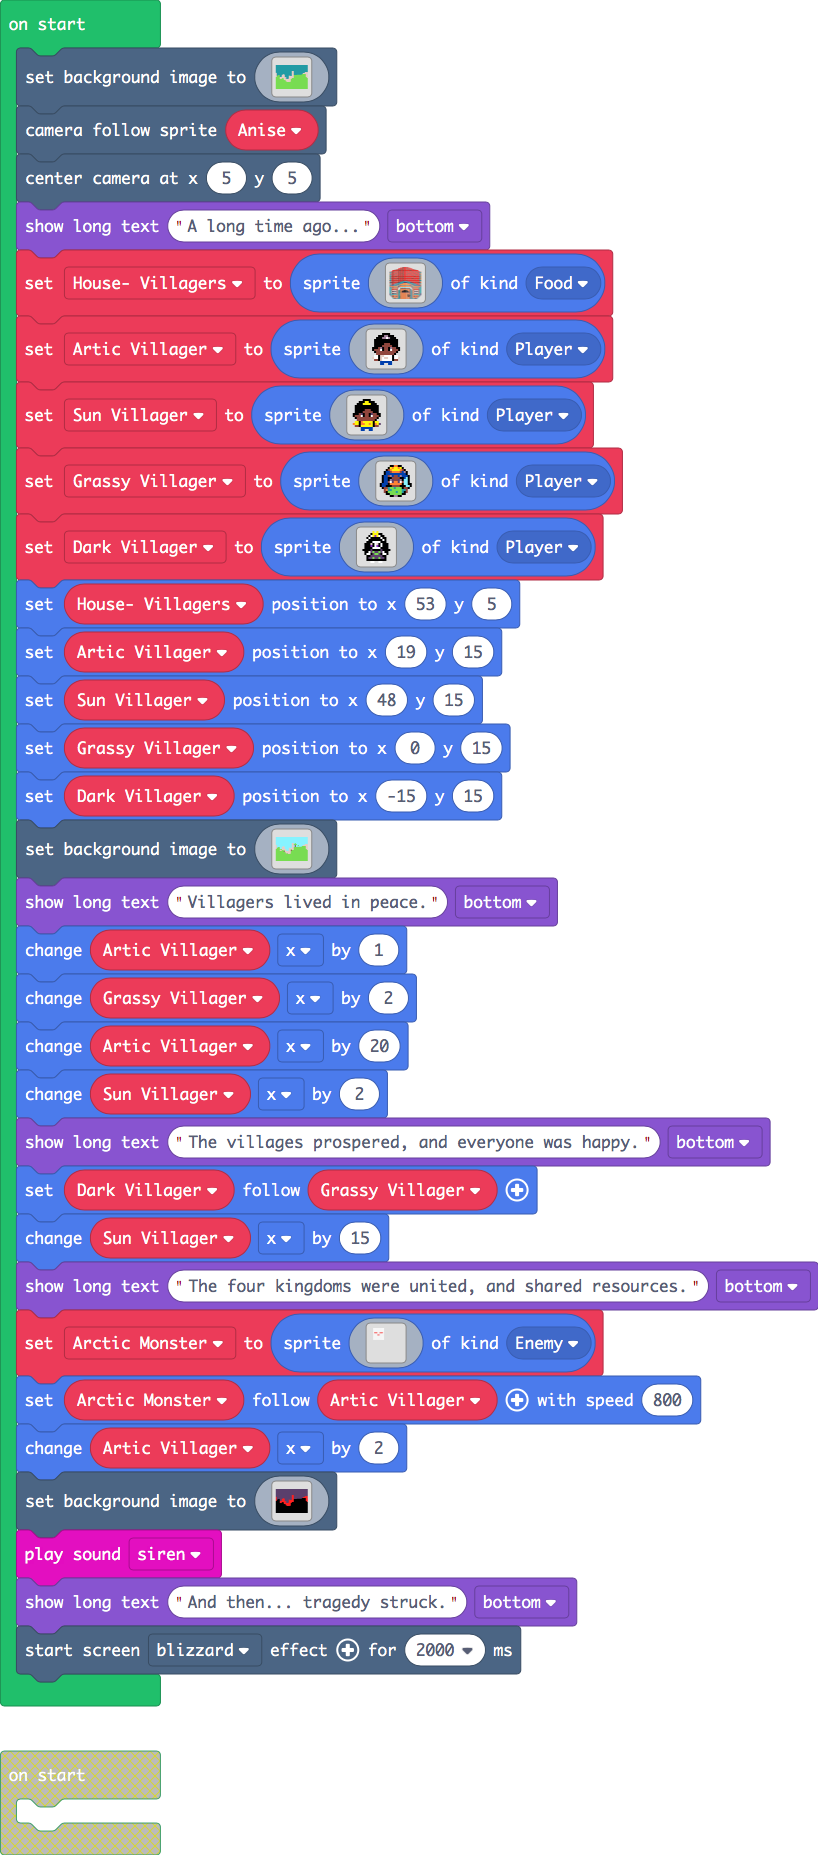 on start
set background image to
camera follow sprite Anise
center camera at x 5 y 5
show long text "A long time ago..." bottom
set House- Villagers to sprite of kind Food
set Artic Villager to sprite of kind Player
set Sun Villager to sprite of kind Player
set Grassy Villager to sprite of kind Player
set Dark Villager to sprite of kind Player
set House- Villagers position to x 53 y 5
set Artic Villager position to x 19 y 15
set Sun Villager position to x 48 y 15
set Grassy Villager position to x 0 y 15
set Dark Villager position to x -15 y 15
set background image to
show long text "Villagers lived in peace." bottom
change Artic Villager x by 1
change Grassy Villager x by 2
change Artic Villager x by 20
change Sun Villager x by 2
show long text "The villages prospered, and everyone was happy." bottom
set Dark Villager follow Grassy Villager
change Sun Villager x by 15
show long text "The four kingdoms were united, and shared resources." bottom
set Arctic Monster to sprite of kind Enemy
set Arctic Monster follow Artic Villager with speed 800
change Artic Villager x by 2
set background image to
play sound siren
show long text "And then... tragedy struck." bottom
start screen blizzard effect for 2000 ms
on start